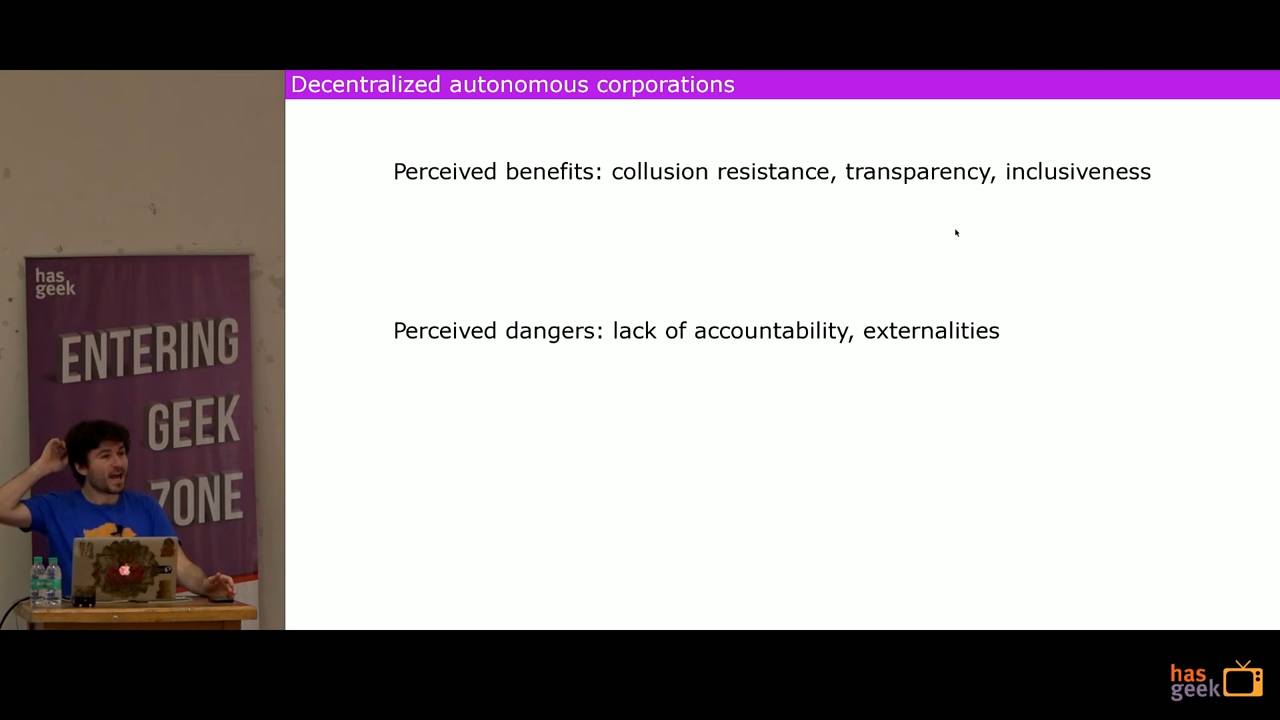 Decentralized autonomous corporations
Perceived benefits: collusion resistance, transparency, inclusiveness
Perceived dangers: lack of accountability, externalities
has
geek
ENTERING
GEEK
ZONE
has
geek